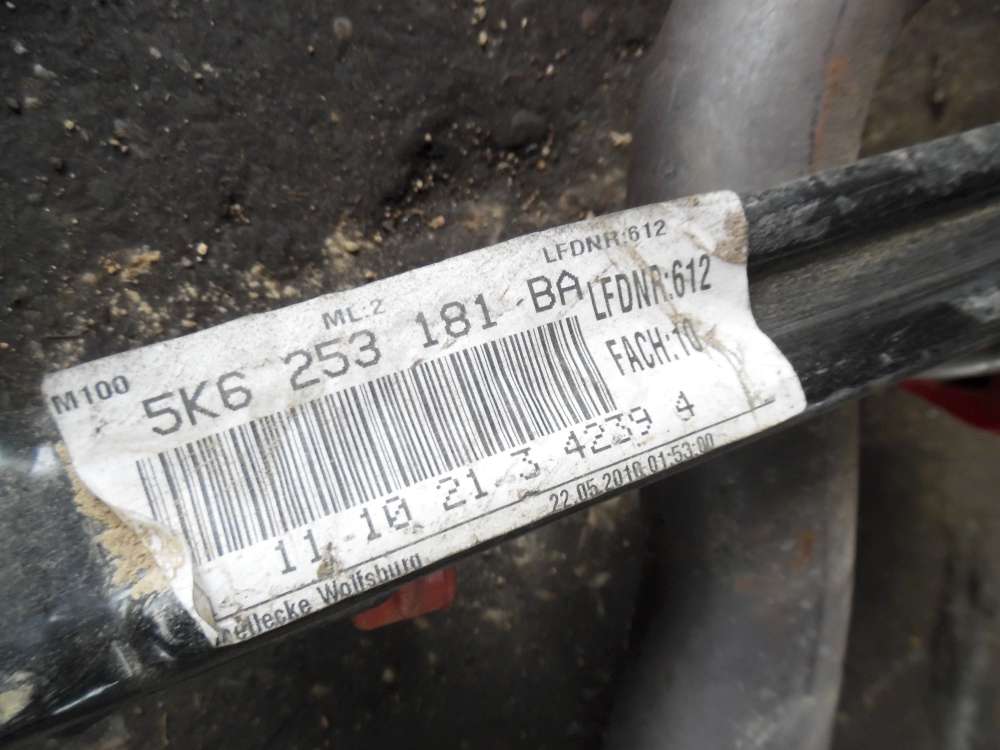 LFDNR:612
ML:2
M100
5K6 253 181 BA
LFDNR:612
FACH:10
11 10 21 3 4239 4
22.05.2010 01:53:00
Wolfsburg